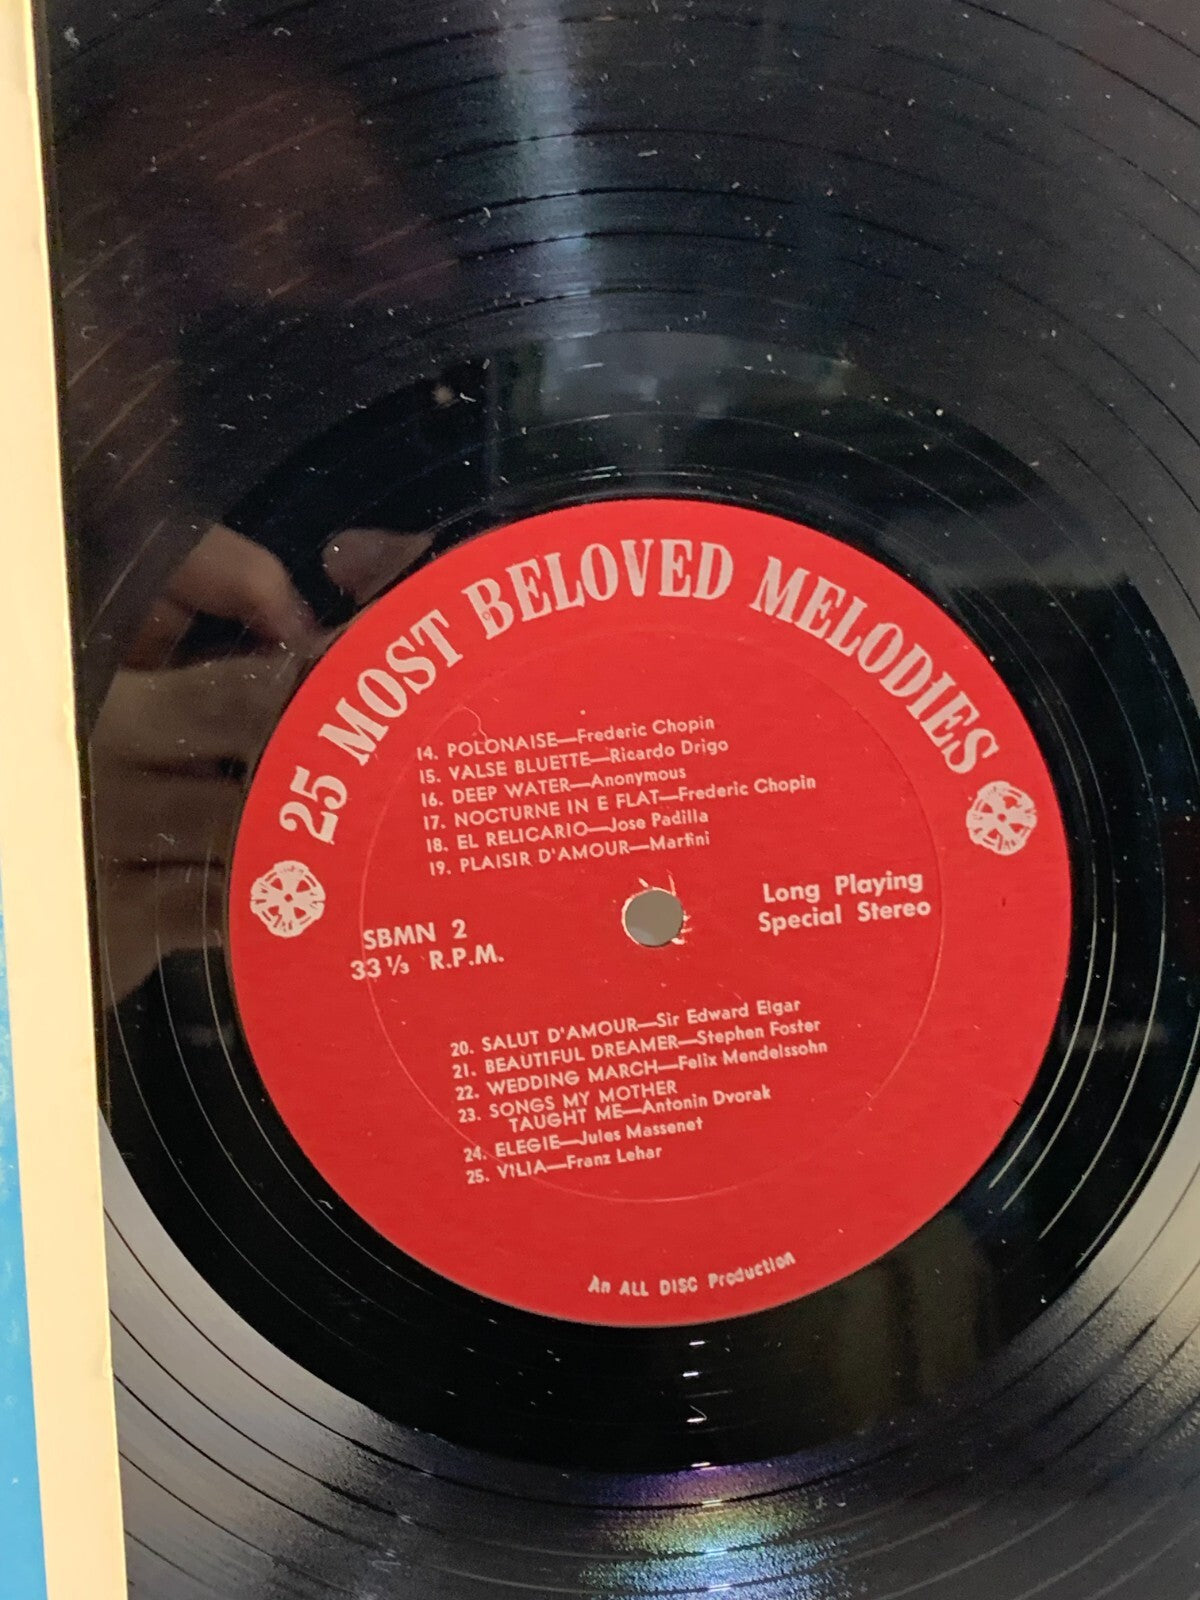 25 MOST BELOVED MELODIES
14. POLONAISE—Frederic Chopin
15. VALSE BLUETTE—Ricardo Drigo
16. DEEP WATER—Anonymous
17. NOCTURNE IN E FLAT—Frederic Chopin
18. EL RELICARIO—Jose Padilla
19. PLAISIR D'AMOUR—Martini
SBMN 2
33 1/3 R.P.M.
Long Playing
Special Stereo
20. SALUT D'AMOUR—Sir Edward Elgar
21. BEAUTIFUL DREAMER—Stephen Foster
22. WEDDING MARCH—Felix Mendelssohn
23. SONGS MY MOTHER
TAUGHT ME—Antonin Dvorak
24. ELEGIE—Jules Massenet
25. VILIA—Franz Lehar
An ALL DISC Production